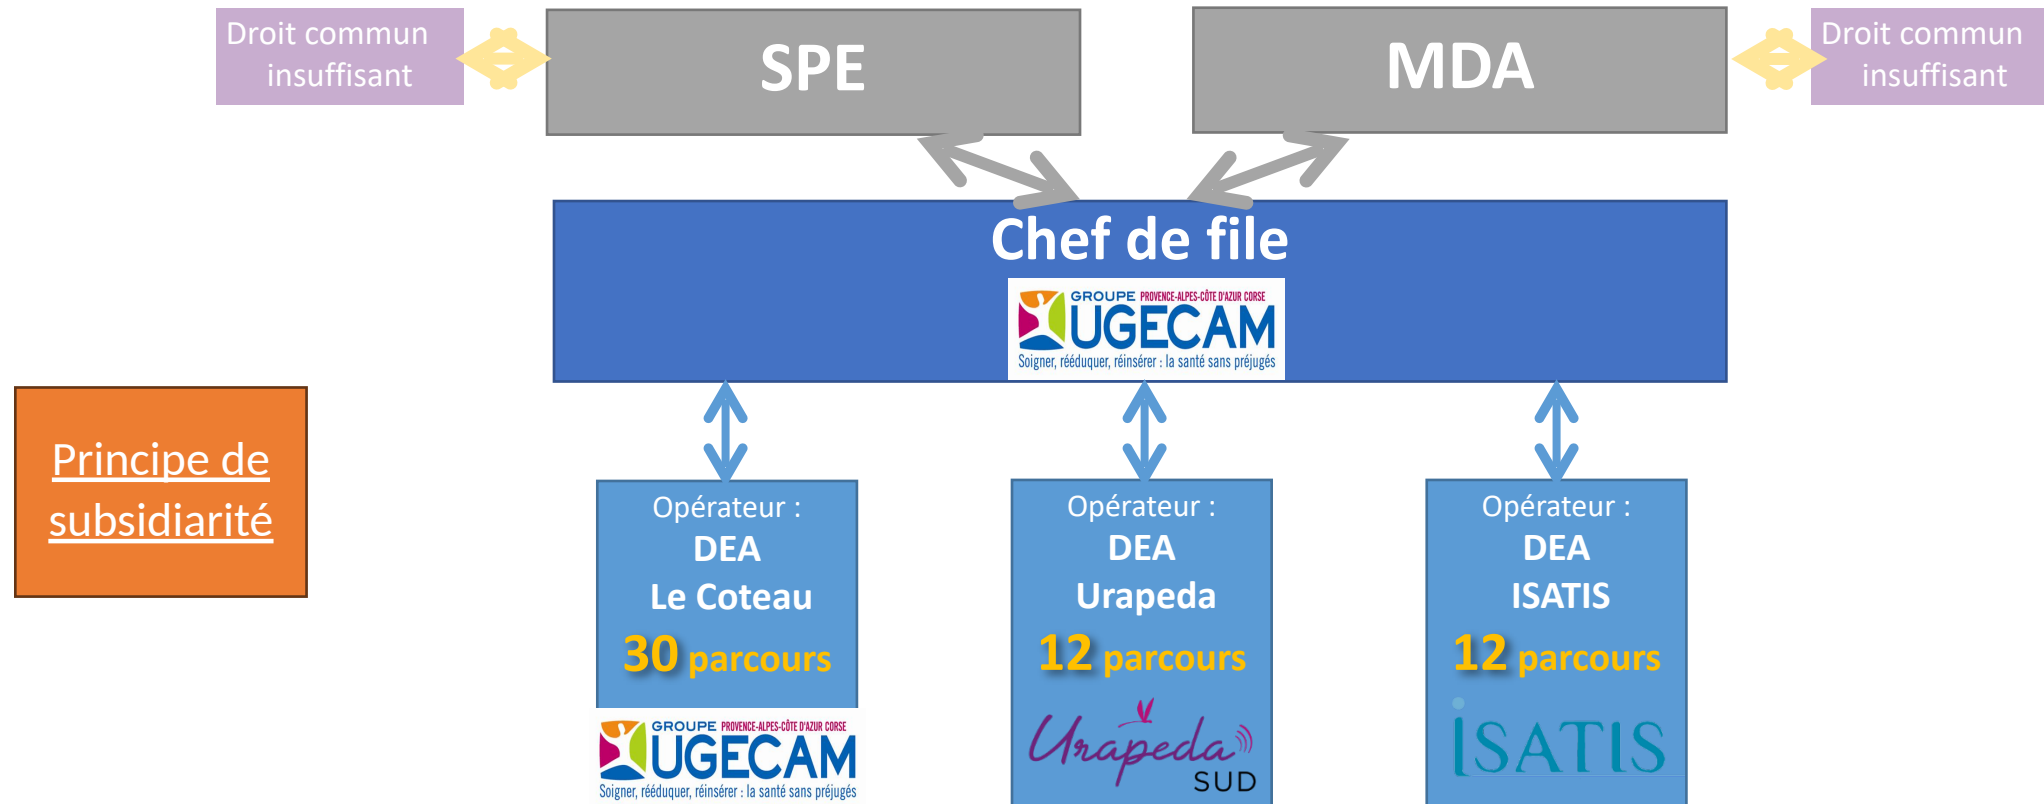 Droit commun
insuffisant
SPE
MDA
Droit commun
insuffisant
Chef de file
GROUPE PROVENCE-ALPES-CÔTE D'AZUR CORSE
UGECAM
Soigner, rééduquer, réinsérer : la santé sans préjugés
Principe de
subsidiarité
Opérateur :
DEA
Le Coteau
30 parcours
GROUPE PROVENCE-ALPES-CÔTE D'AZUR CORSE
UGECAM
Soigner, rééduquer, réinsérer : la santé sans préjugés
Opérateur :
DEA
Urapeda
12 parcours
Urapeda
SUD
Opérateur :
DEA
ISATIS
12 parcours
iSATIS